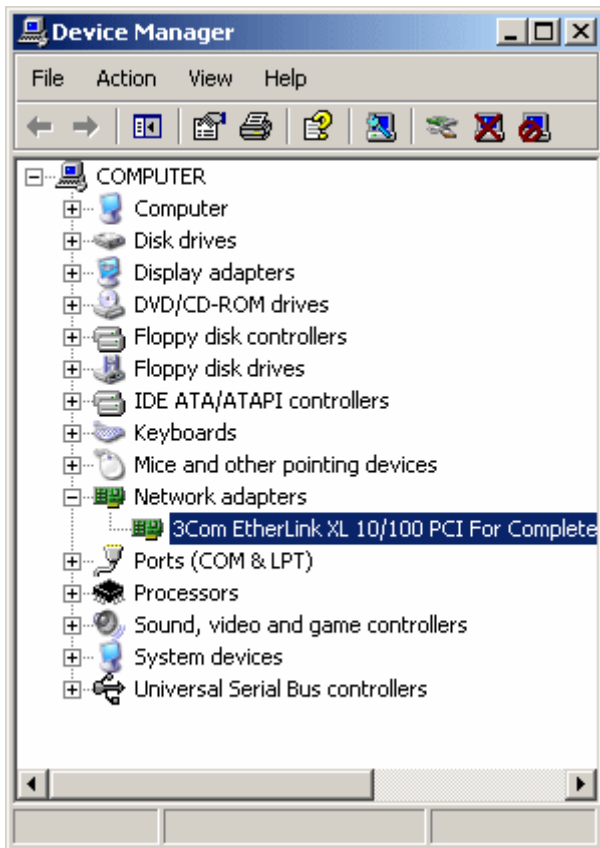 Device Manager
File Action View Help
COMPUTER
Computer
Disk drives
Display adapters
DVD/CD-ROM drives
Floppy disk controllers
Floppy disk drives
IDE ATA/ATAPI controllers
Keyboards
Mice and other pointing devices
Network adapters
3Com EtherLink XL 10/100 PCI For Complete
Ports (COM & LPT)
Processors
Sound, video and game controllers
System devices
Universal Serial Bus controllers